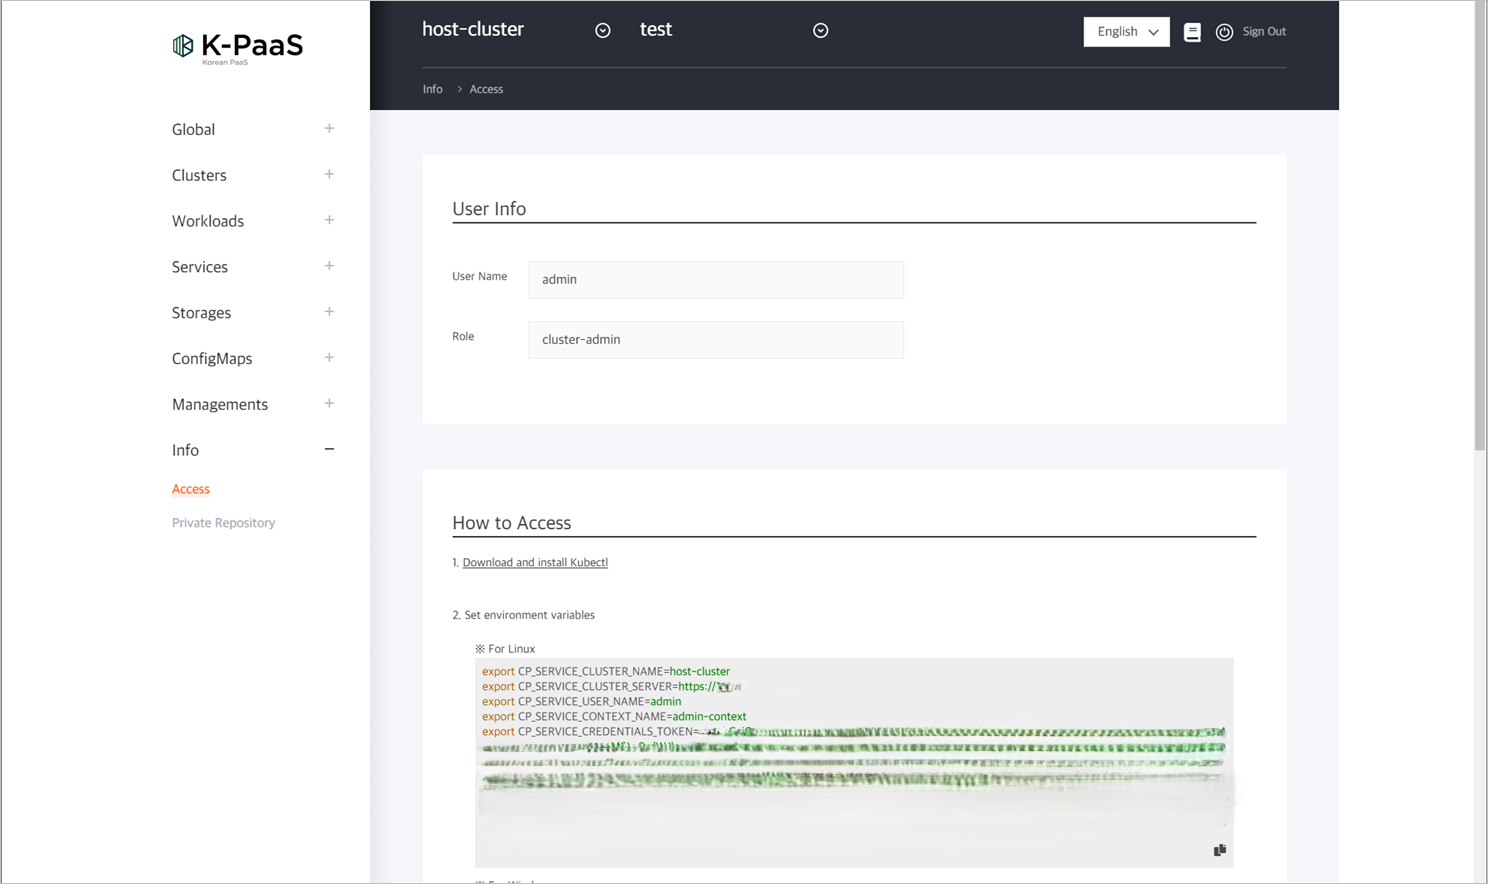 K-PaaS
Korean PaaS
host-cluster
test
English
Sign Out
Info > Access
Global
Clusters
Workloads
Services
Storages
ConfigMaps
Managements
Info
Access
Private Repository
User Info
User Name
admin
Role
cluster-admin
How to Access
1. Download and install Kubectl
2. Set environment variables
※ For Linux
export CP_SERVICE_CLUSTER_NAME=host-cluster
export CP_SERVICE_CLUSTER_SERVER=https://
export CP_SERVICE_USER_NAME=admin
export CP_SERVICE_CONTEXT_NAME=admin-context
export CP_SERVICE_CREDENTIALS_TOKEN=